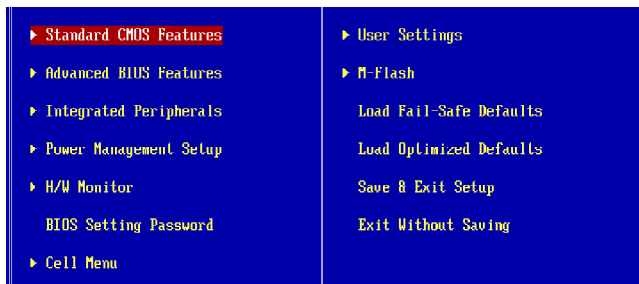 Standard CMOS Features
Advanced BIOS Features
Integrated Peripherals
Power Management Setup
H/W Monitor
BIOS Setting Password
Cell Menu
User Settings
M-Flash
Load Fail-Safe Defaults
Load Optimized Defaults
Save & Exit Setup
Exit Without Saving